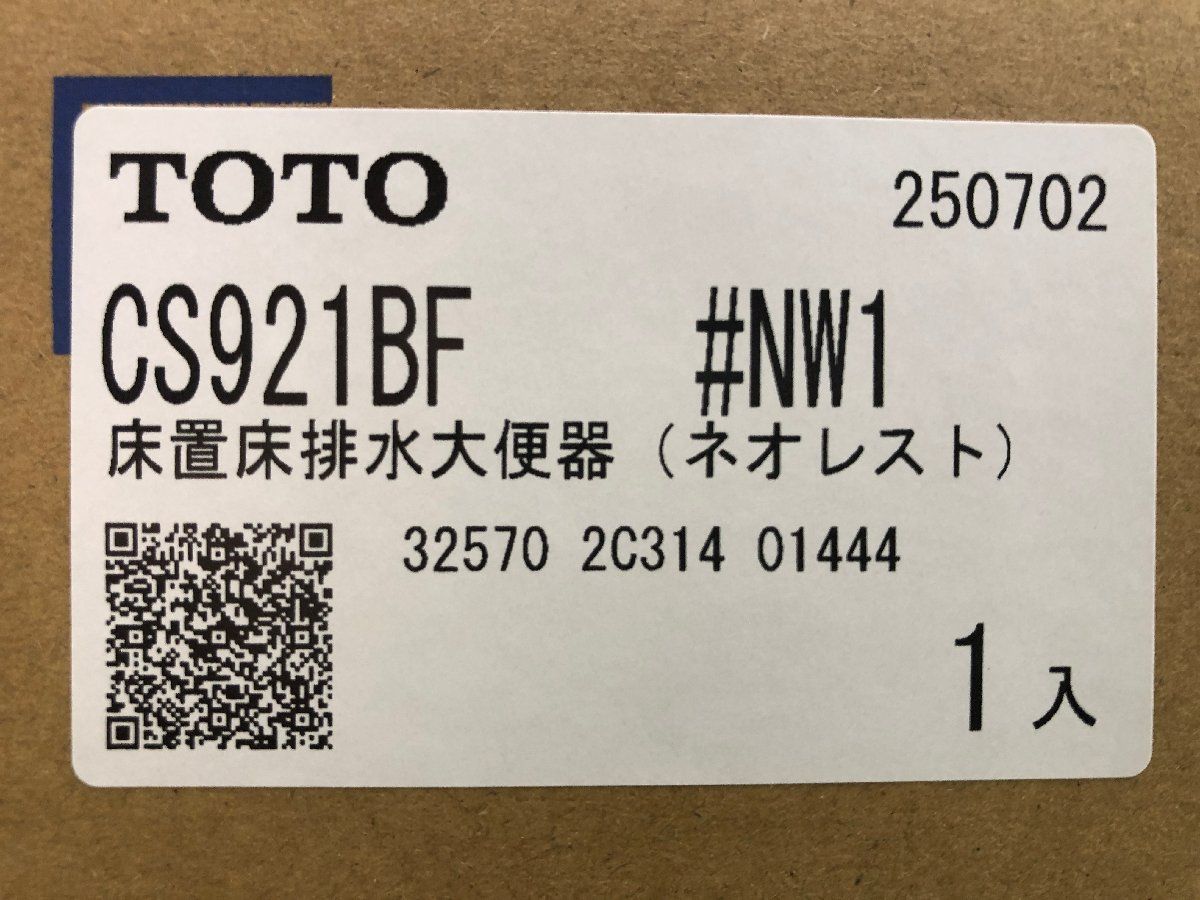 TOTO 250702
CS921BF #NW1
床置床排水大便器（ネオレスト）
32570 2C314 01444
1 入